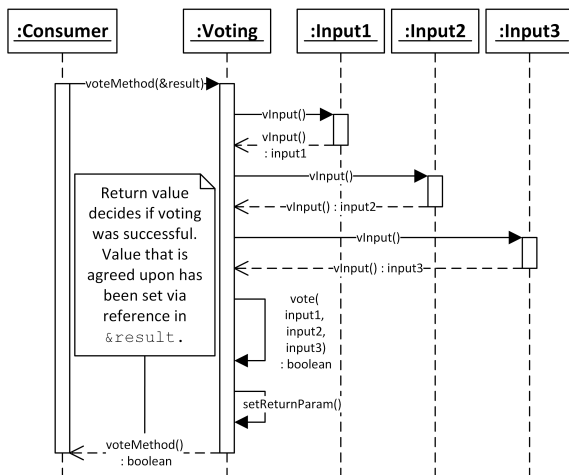 :Consumer
:Voting
:Input1
:Input2
:Input3
voteMethod(&result)
vInput()
vInput()
: input1
vInput()
vInput() : input2
Return value
decides if voting
was successful.
Value that is
agreed upon has
been set via
reference in
&result.
vInput()
vInput() : input3
vote(
input1,
input2,
input3)
: boolean
setReturnParam()
voteMethod()
: boolean